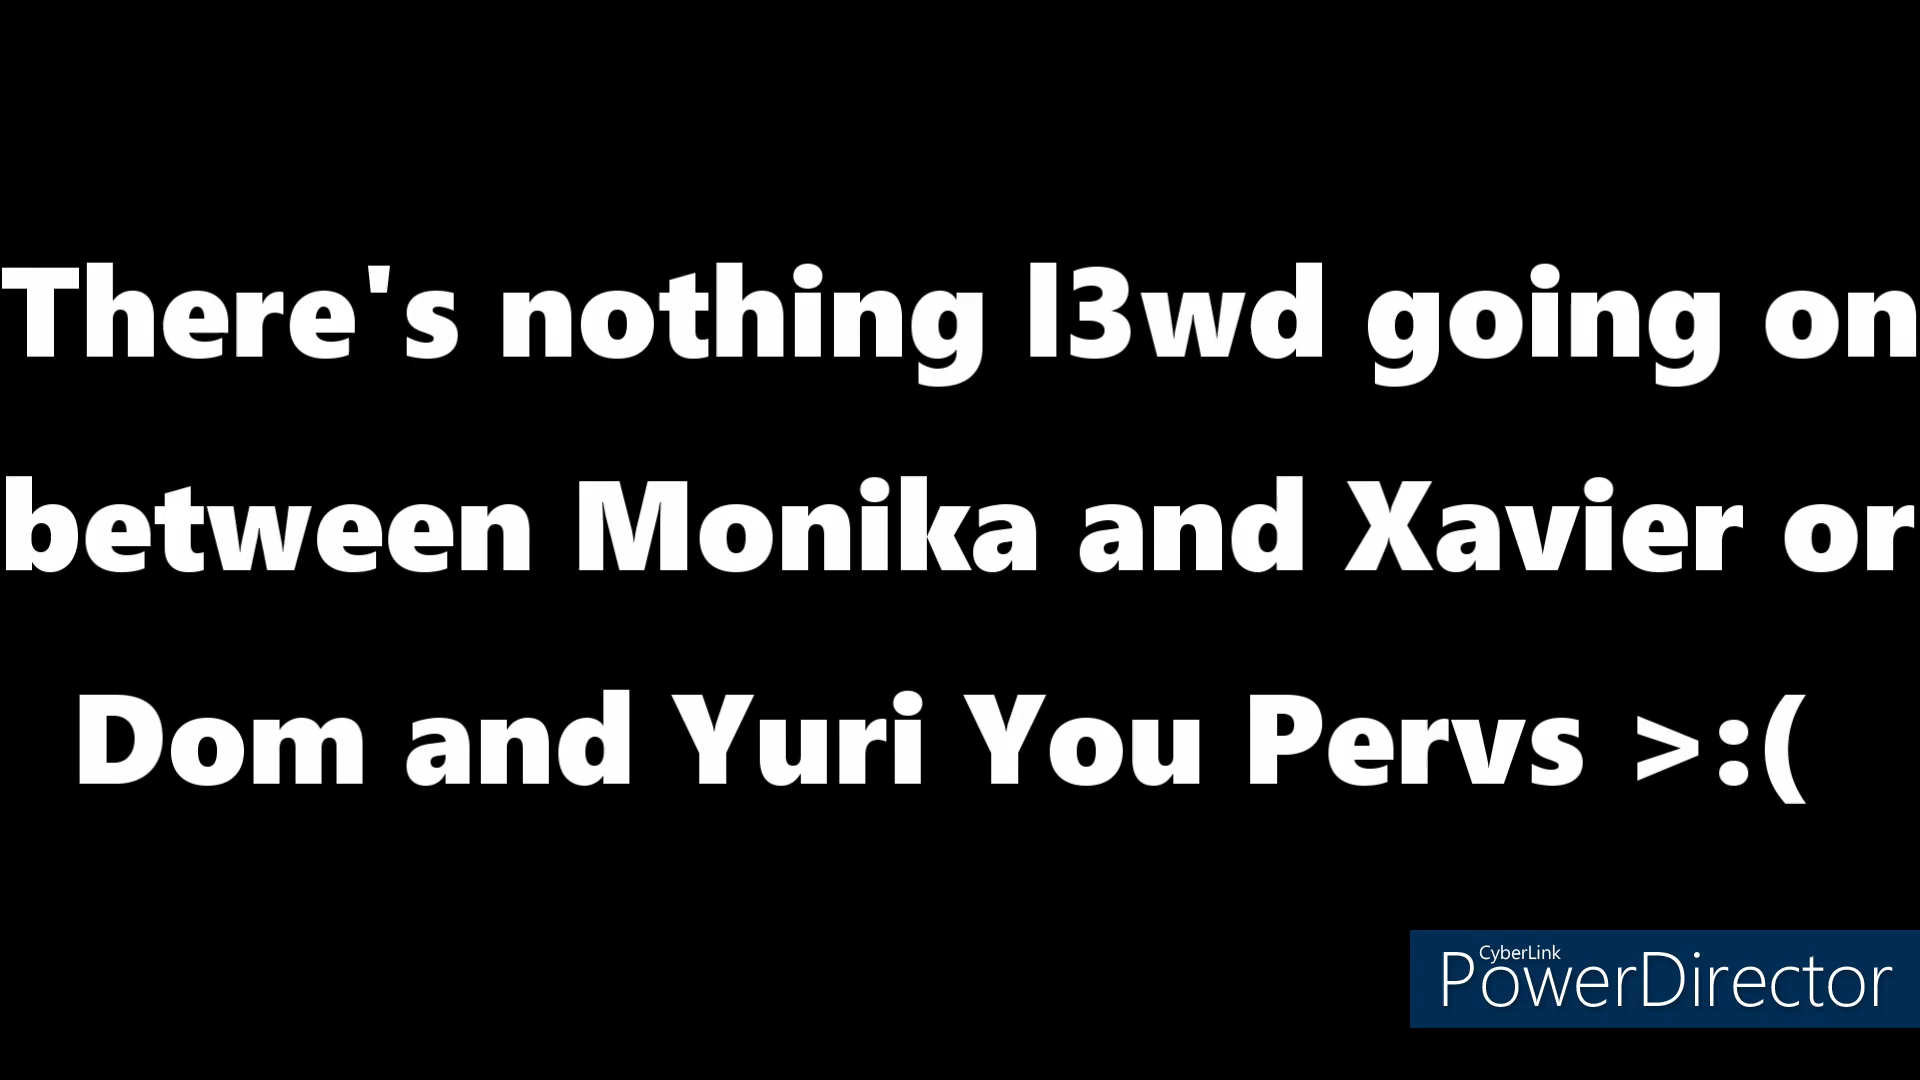 There's nothing l3wd going on
between Monika and Xavier or
Dom and Yuri You Pervs >:(
CyberLink
PowerDirector